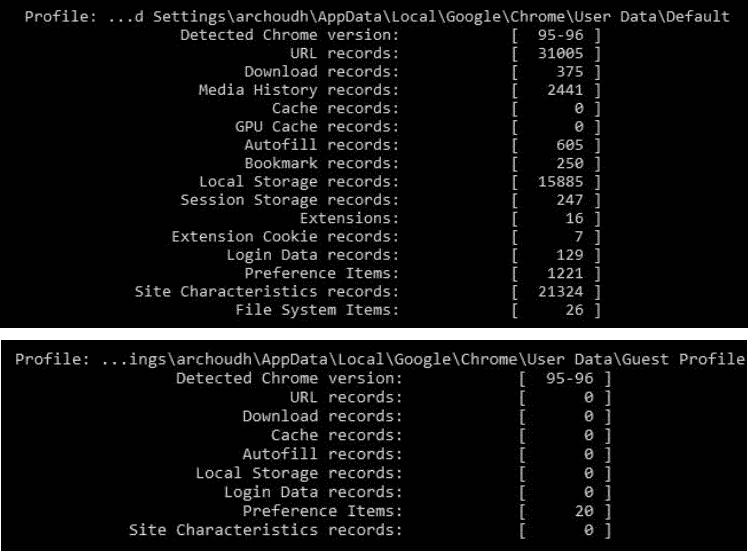 Profile: ...d Settings\archoudh\AppData\Local\Google\Chrome\User Data\Default
Detected Chrome version: [ 95-96 ]
URL records: [ 31005 ]
Download records: [ 375 ]
Media History records: [ 2441 ]
Cache records: [ 0 ]
GPU Cache records: [ 0 ]
Autofill records: [ 605 ]
Bookmark records: [ 250 ]
Local Storage records: [ 15885 ]
Session Storage records: [ 247 ]
Extensions: [ 16 ]
Extension Cookie records: [ 7 ]
Login Data records: [ 129 ]
Preference Items: [ 1221 ]
Site Characteristics records: [ 21324 ]
File System Items: [ 26 ]
Profile: ...ings\archoudh\AppData\Local\Google\Chrome\User Data\Guest Profile
Detected Chrome version: [ 95-96 ]
URL records: [ 0 ]
Download records: [ 0 ]
Cache records: [ 0 ]
Autofill records: [ 0 ]
Local Storage records: [ 0 ]
Login Data records: [ 0 ]
Preference Items: [ 20 ]
Site Characteristics records: [ 0 ]